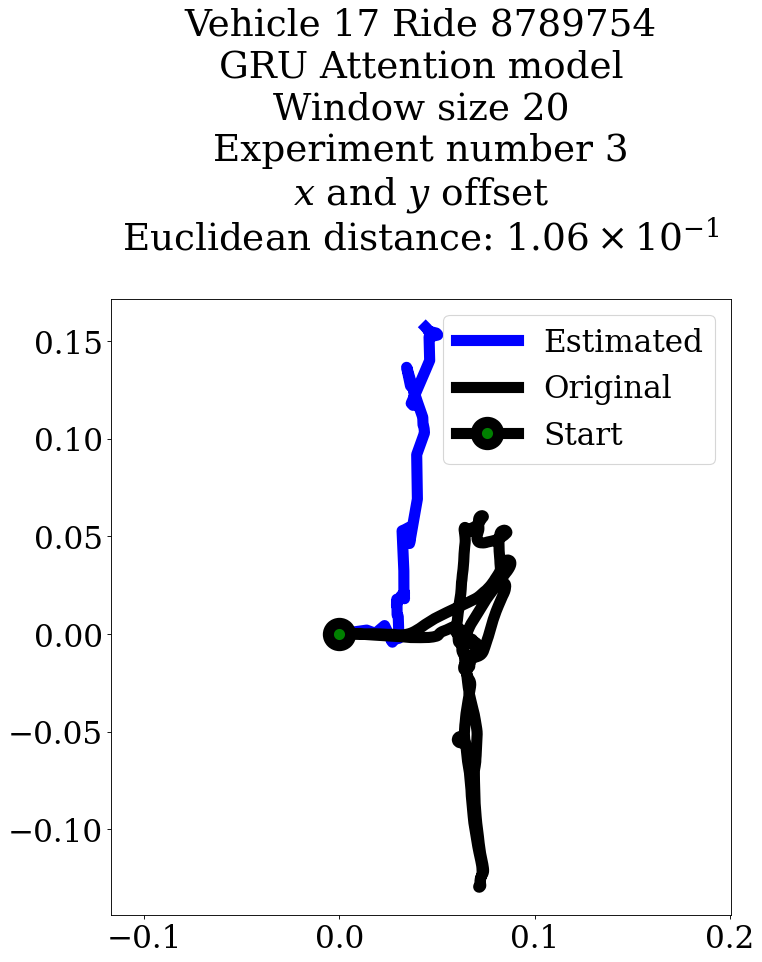 Vehicle 17 Ride 8789754
GRU Attention model
Window size 20
Experiment number 3
x and y offset
Euclidean distance: 1.06 × 10⁻¹
Estimated
Original
Start
0.15
0.10
0.05
0.00
−0.05
−0.10
−0.1
0.0
0.1
0.2